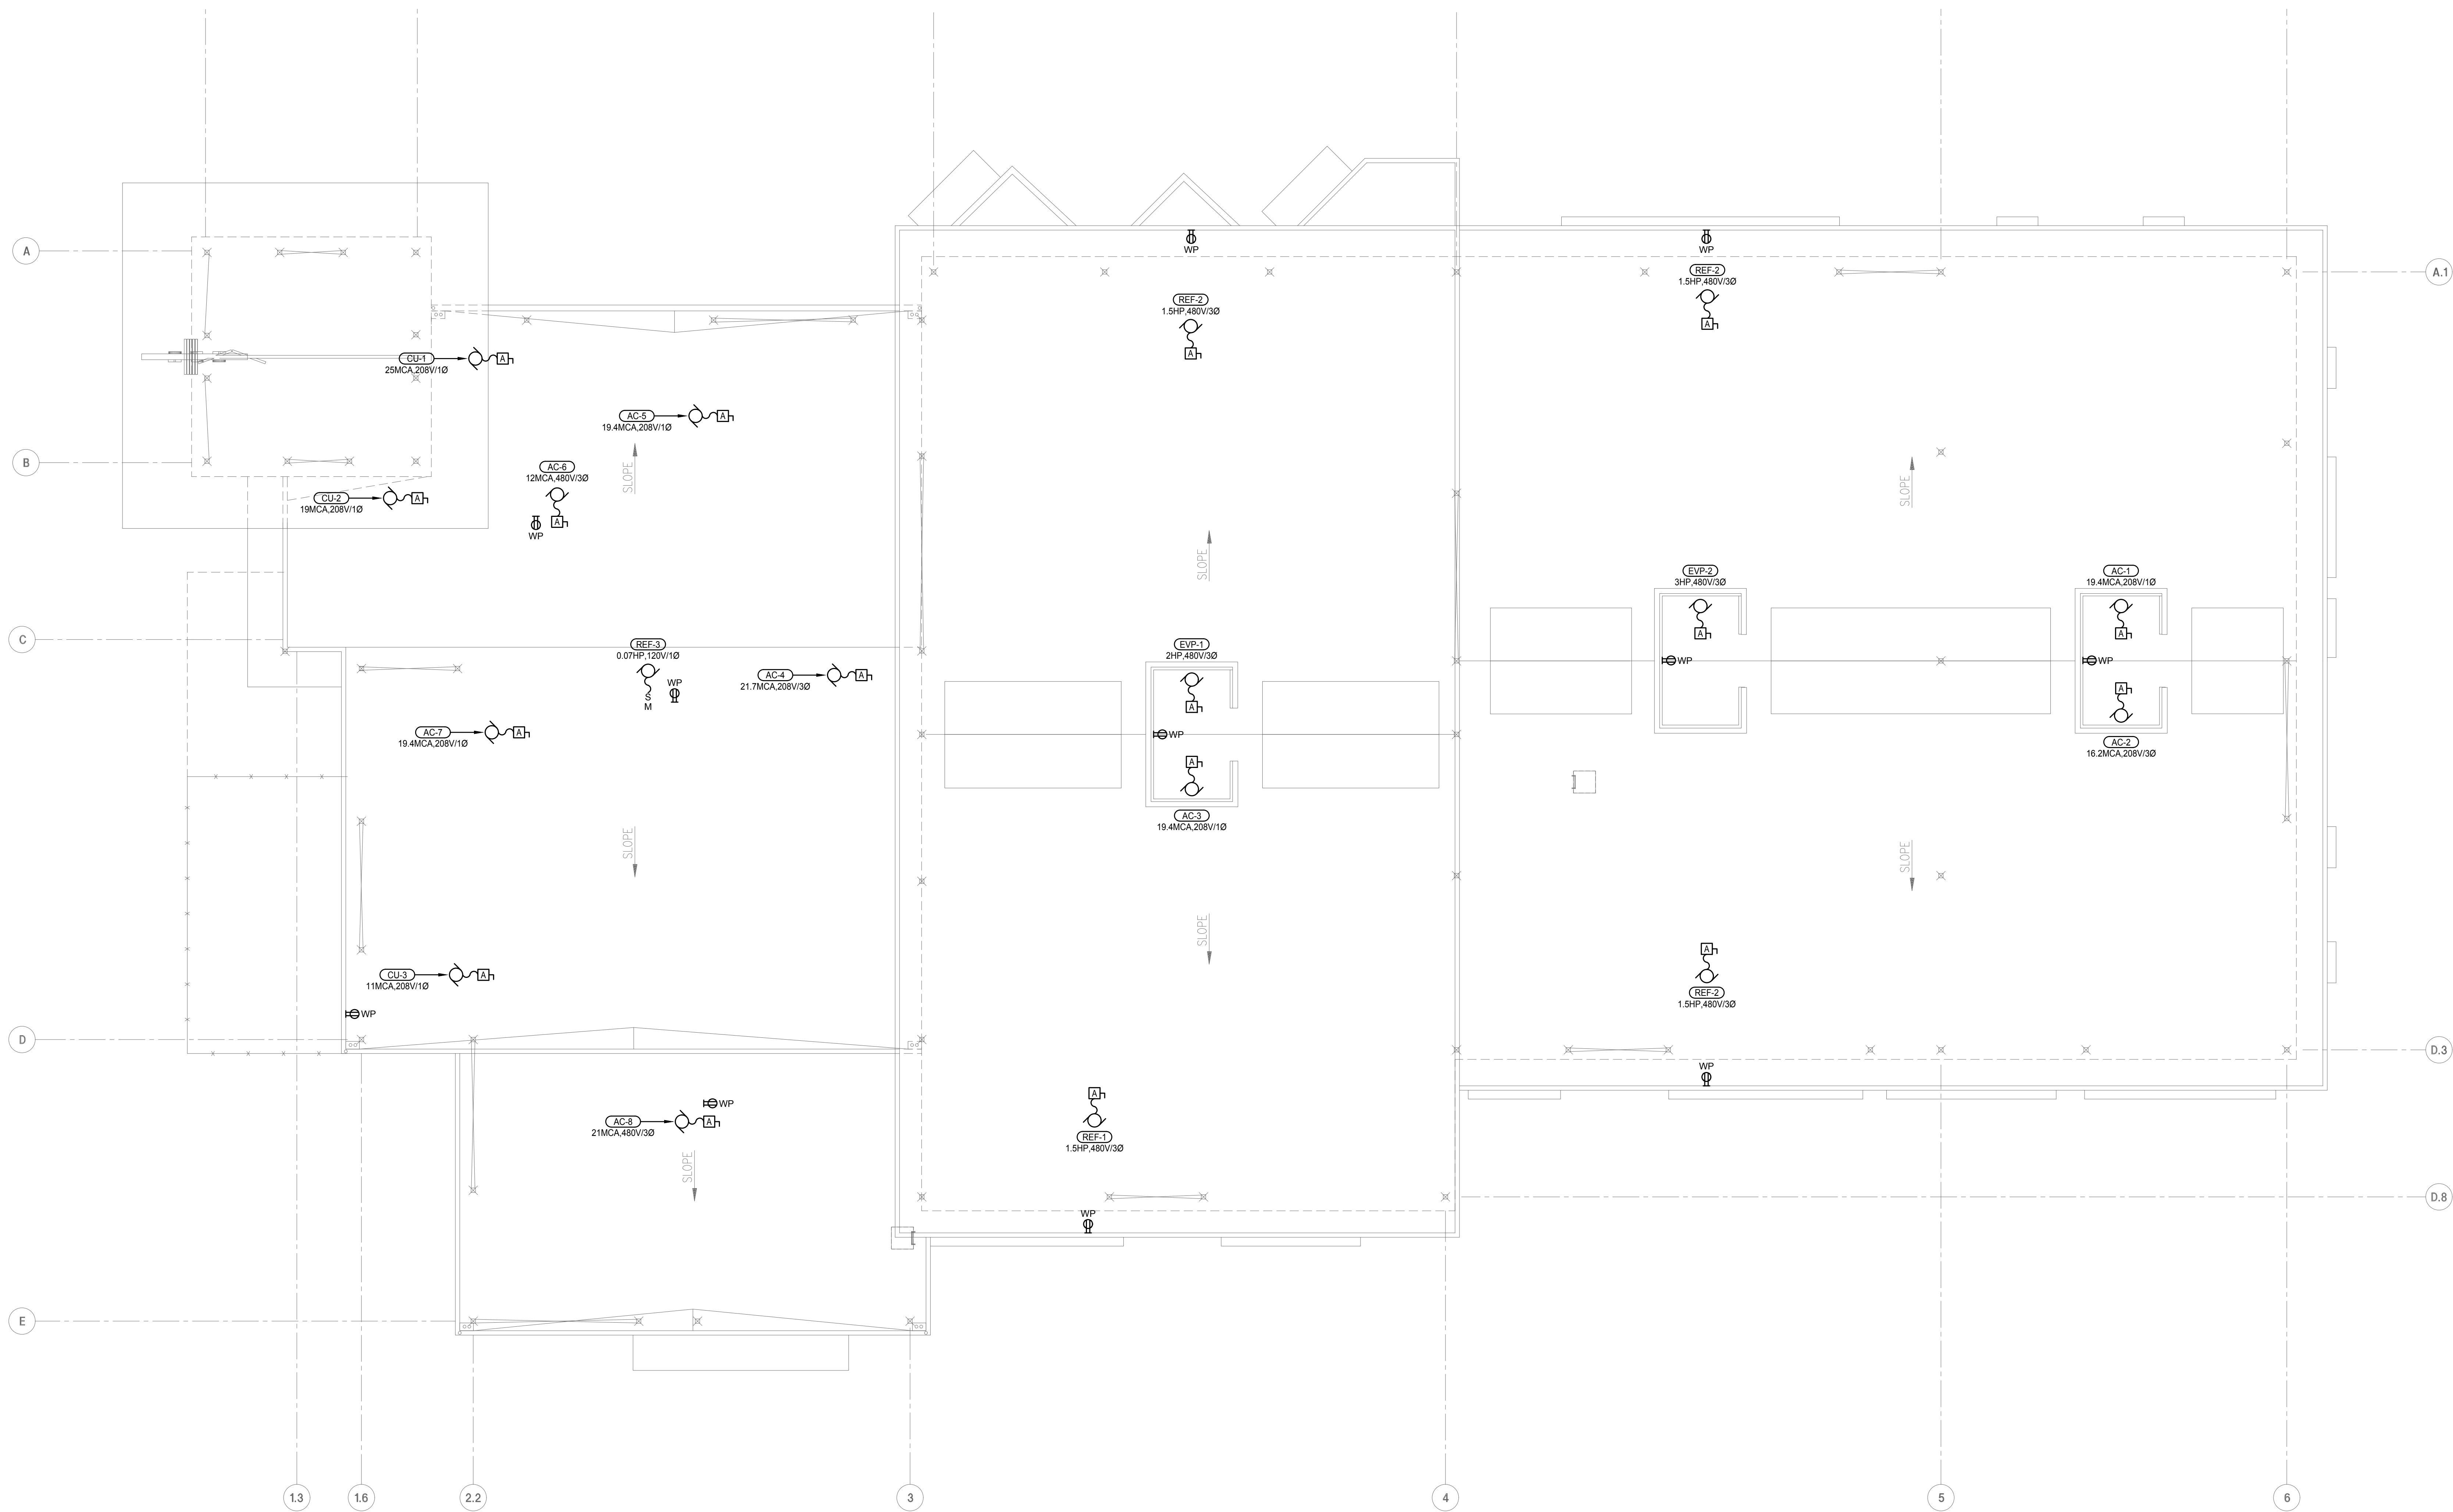 A
WP
WP
A.1
REF-2
1.5HP,480V/3Ø
A
REF-2
1.5HP,480V/3Ø
A
CU-1
25MCA,208V/1Ø
A
AC-5
19.4MCA,208V/1Ø
A
B
SLOPE
AC-6
12MCA,480V/3Ø
A
WP
CU-2
19MCA,208V/1Ø
A
SLOPE
SLOPE
EVP-2
3HP,480V/3Ø
A
WP
AC-1
19.4MCA,208V/1Ø
A
WP
A
AC-2
16.2MCA,208V/3Ø
C
REF-3
0.07HP,120V/1Ø
S
M
WP
AC-4
21.7MCA,208V/3Ø
A
EVP-1
2HP,480V/3Ø
A
WP
A
AC-3
19.4MCA,208V/1Ø
AC-7
19.4MCA,208V/1Ø
A
SLOPE
SLOPE
SLOPE
CU-3
11MCA,208V/1Ø
A
WP
A
REF-2
1.5HP,480V/3Ø
D
D.3
WP
A
REF-1
1.5HP,480V/3Ø
WP
AC-8
21MCA,480V/3Ø
A
SLOPE
D.8
WP
E
1.3
1.6
2.2
3
4
5
6